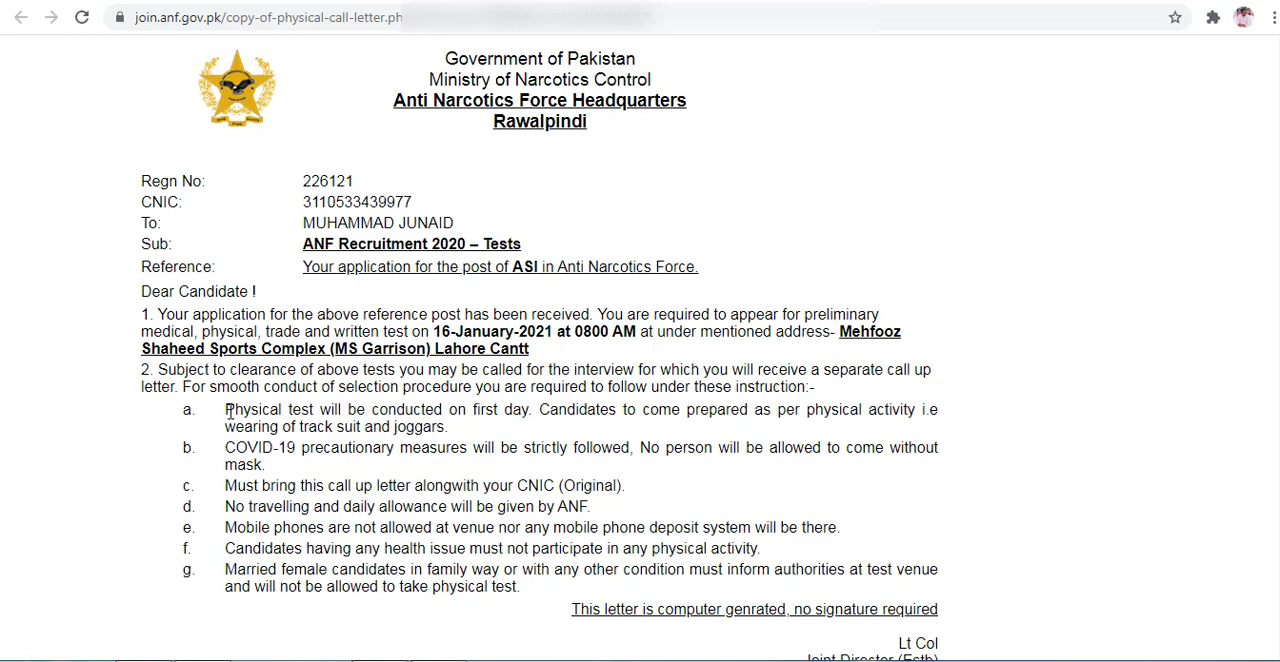 join.anf.gov.pk/copy-of-physical-call-letter.ph
Government of Pakistan
Ministry of Narcotics Control
Anti Narcotics Force Headquarters
Rawalpindi
Regn No: 226121
CNIC: 3110533439977
To: MUHAMMAD JUNAID
Sub: ANF Recruitment 2020 – Tests
Reference: Your application for the post of ASI in Anti Narcotics Force.
Dear Candidate !
1. Your application for the above reference post has been received. You are required to appear for preliminary
medical, physical, trade and written test on 16-January-2021 at 0800 AM at under mentioned address- Mehfooz
Shaheed Sports Complex (MS Garrison) Lahore Cantt
2. Subject to clearance of above tests you may be called for the interview for which you will receive a separate call up
letter. For smooth conduct of selection procedure you are required to follow under these instruction:-
a. Physical test will be conducted on first day. Candidates to come prepared as per physical activity i.e
wearing of track suit and joggars.
b. COVID-19 precautionary measures will be strictly followed, No person will be allowed to come without
mask.
c. Must bring this call up letter alongwith your CNIC (Original).
d. No travelling and daily allowance will be given by ANF.
e. Mobile phones are not allowed at venue nor any mobile phone deposit system will be there.
f. Candidates having any health issue must not participate in any physical activity.
g. Married female candidates in family way or with any other condition must inform authorities at test venue
and will not be allowed to take physical test.
This letter is computer genrated, no signature required
Lt Col
Joint Director (Estb)